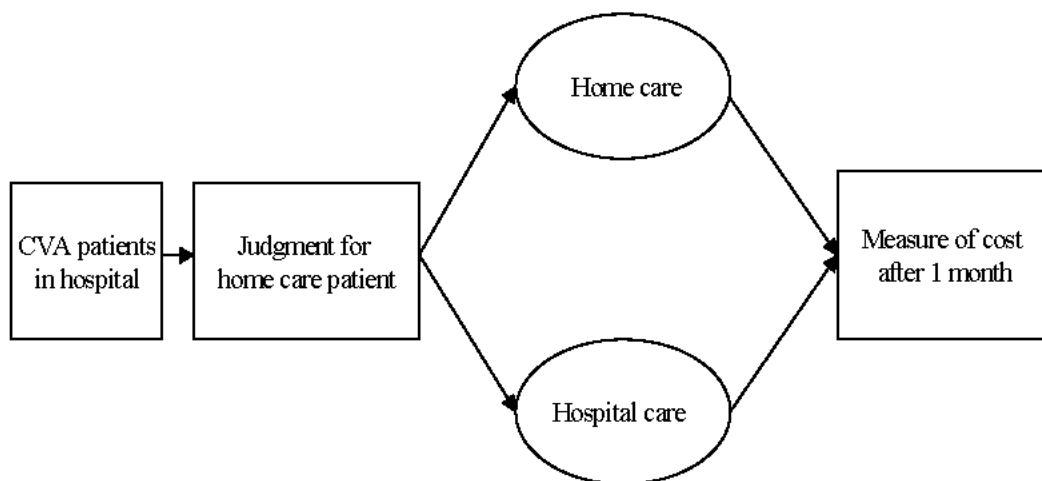 CVA patients
in hospital
Judgment for
home care patient
Home care
Hospital care
Measure of cost
after 1 month